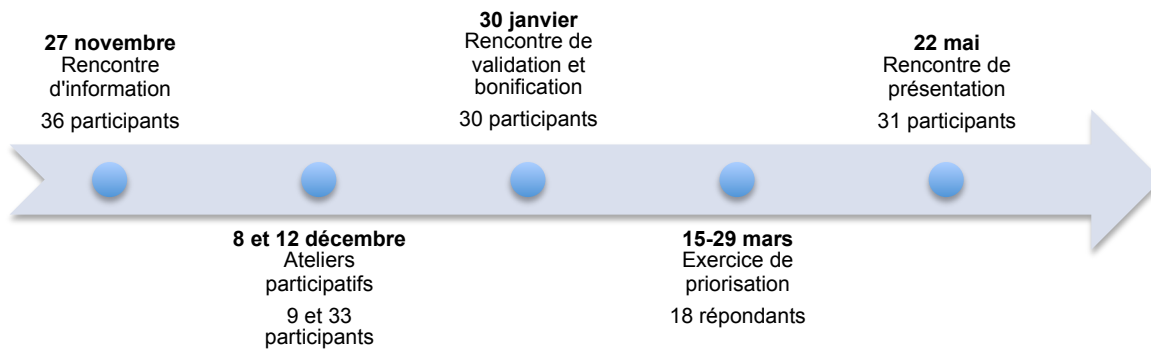 27 novembre
Rencontre
d'information
36 participants
8 et 12 décembre
Ateliers
participatifs
9 et 33
participants
30 janvier
Rencontre de
validation et
bonification
30 participants
15-29 mars
Exercice de
priorisation
18 répondants
22 mai
Rencontre de
présentation
31 participants